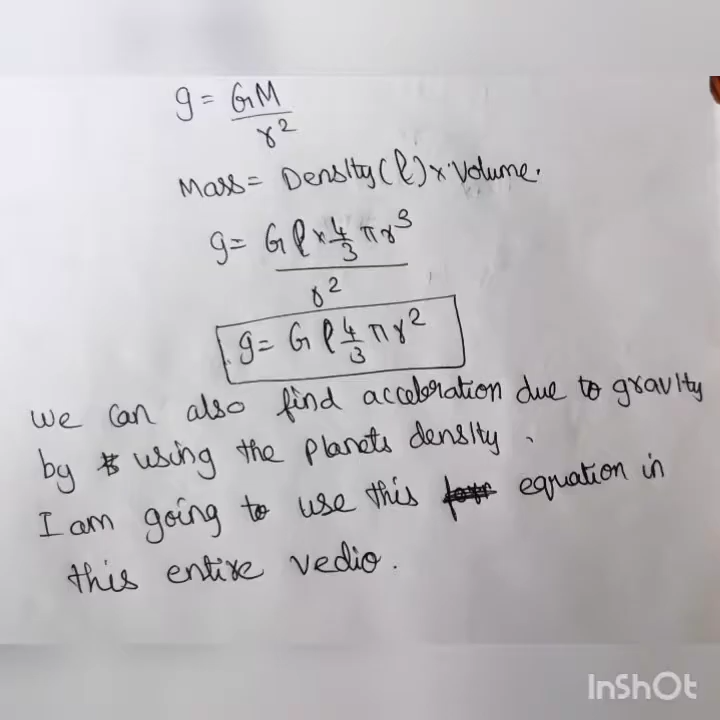 g = GM
r²
Mass = Density(ρ) × Volume.
g = Gρ × 4/3 πr³
r²
g = Gρ 4/3 πr²
we can also find acceleration due to gravity
by using the planets density.
I am going to use this equation in
this entire vedio.
InShOt